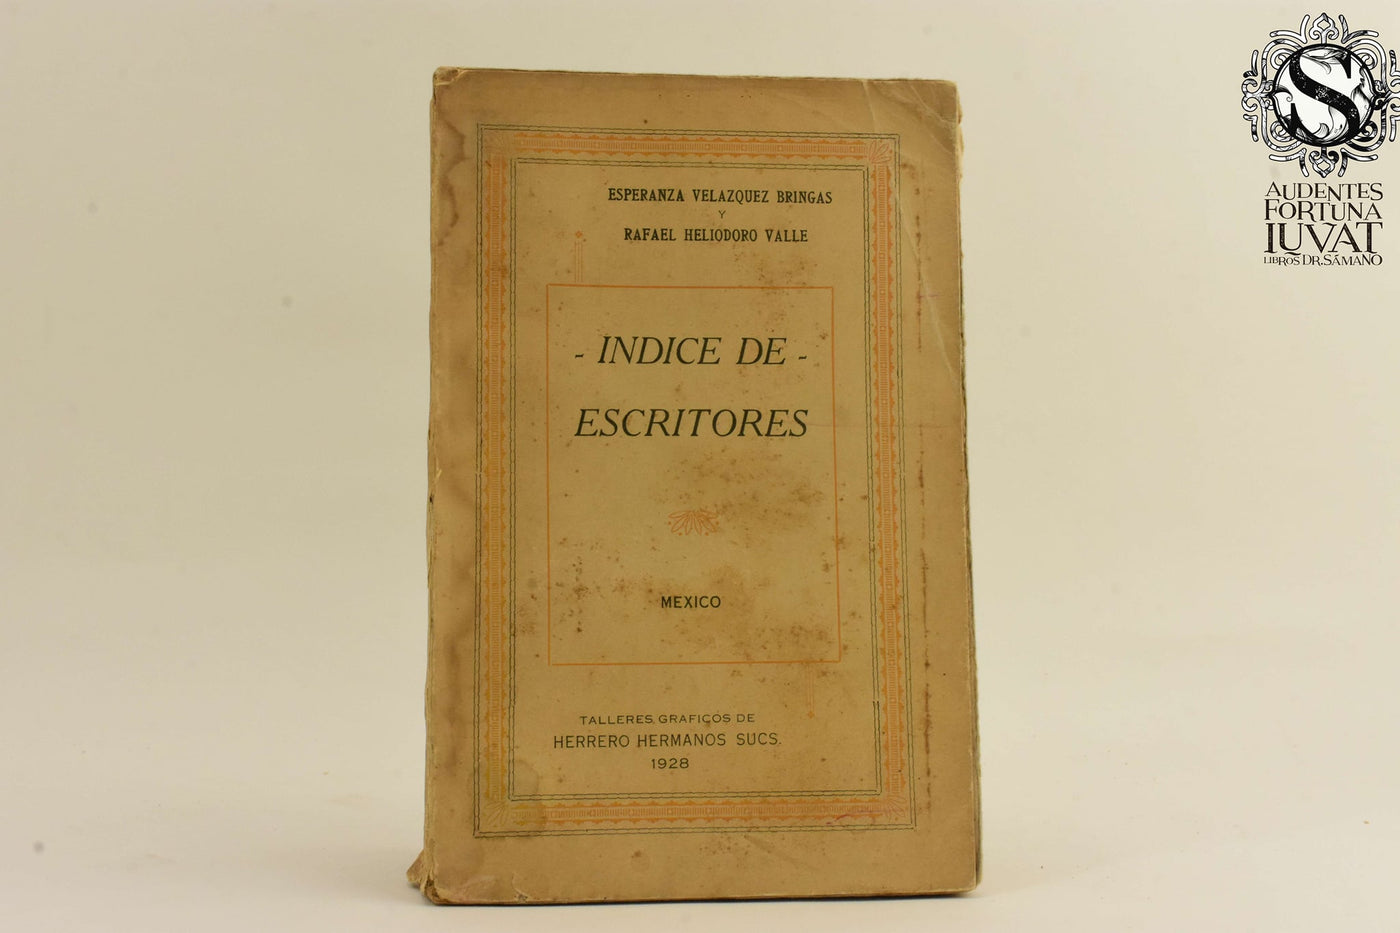 ESPERANZA VELAZQUEZ BRINGAS
Y
RAFAEL HELIODORO VALLE
- INDICE DE -
ESCRITORES
MEXICO
TALLERES GRAFICOS DE
HERRERO HERMANOS SUCS.
1928
S
AUDENTES
FORTUNA
IUVAT
LIBROS DR. SÁMANO